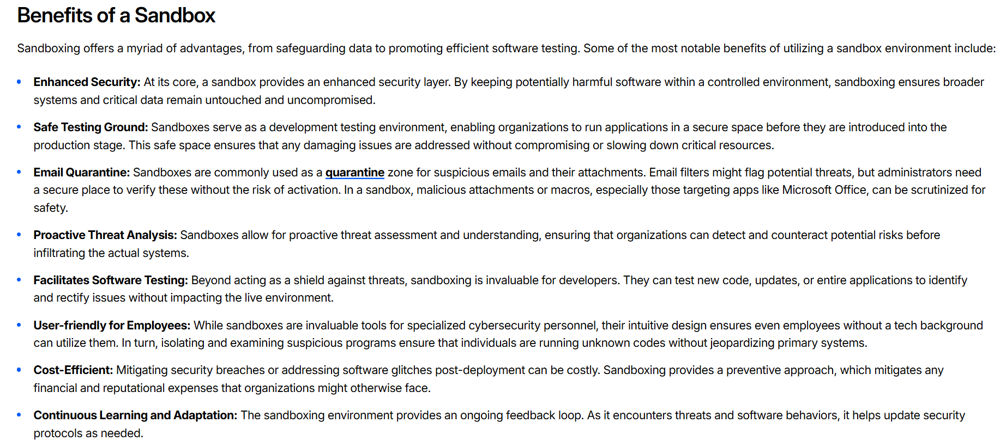 Benefits of a Sandbox
Sandboxing offers a myriad of advantages, from safeguarding data to promoting efficient software testing. Some of the most notable benefits of utilizing a sandbox environment include:
• Enhanced Security: At its core, a sandbox provides an enhanced security layer. By keeping potentially harmful software within a controlled environment, sandboxing ensures broader
systems and critical data remain untouched and uncompromised.
• Safe Testing Ground: Sandboxes serve as a development testing environment, enabling organizations to run applications in a secure space before they are introduced into the
production stage. This safe space ensures that any damaging issues are addressed without compromising or slowing down critical resources.
• Email Quarantine: Sandboxes are commonly used as a quarantine zone for suspicious emails and their attachments. Email filters might flag potential threats, but administrators need
a secure place to verify these without the risk of activation. In a sandbox, malicious attachments or macros, especially those targeting apps like Microsoft Office, can be scrutinized for
safety.
• Proactive Threat Analysis: Sandboxes allow for proactive threat assessment and understanding, ensuring that organizations can detect and counteract potential risks before
infiltrating the actual systems.
• Facilitates Software Testing: Beyond acting as a shield against threats, sandboxing is invaluable for developers. They can test new code, updates, or entire applications to identify
and rectify issues without impacting the live environment.
• User-friendly for Employees: While sandboxes are invaluable tools for specialized cybersecurity personnel, their intuitive design ensures even employees without a tech background
can utilize them. In turn, isolating and examining suspicious programs ensure that individuals are running unknown codes without jeopardizing primary systems.
• Cost-Efficient: Mitigating security breaches or addressing software glitches post-deployment can be costly. Sandboxing provides a preventive approach, which mitigates any
financial and reputational expenses that organizations might otherwise face.
• Continuous Learning and Adaptation: The sandboxing environment provides an ongoing feedback loop. As it encounters threats and software behaviors, it helps update security
protocols as needed.